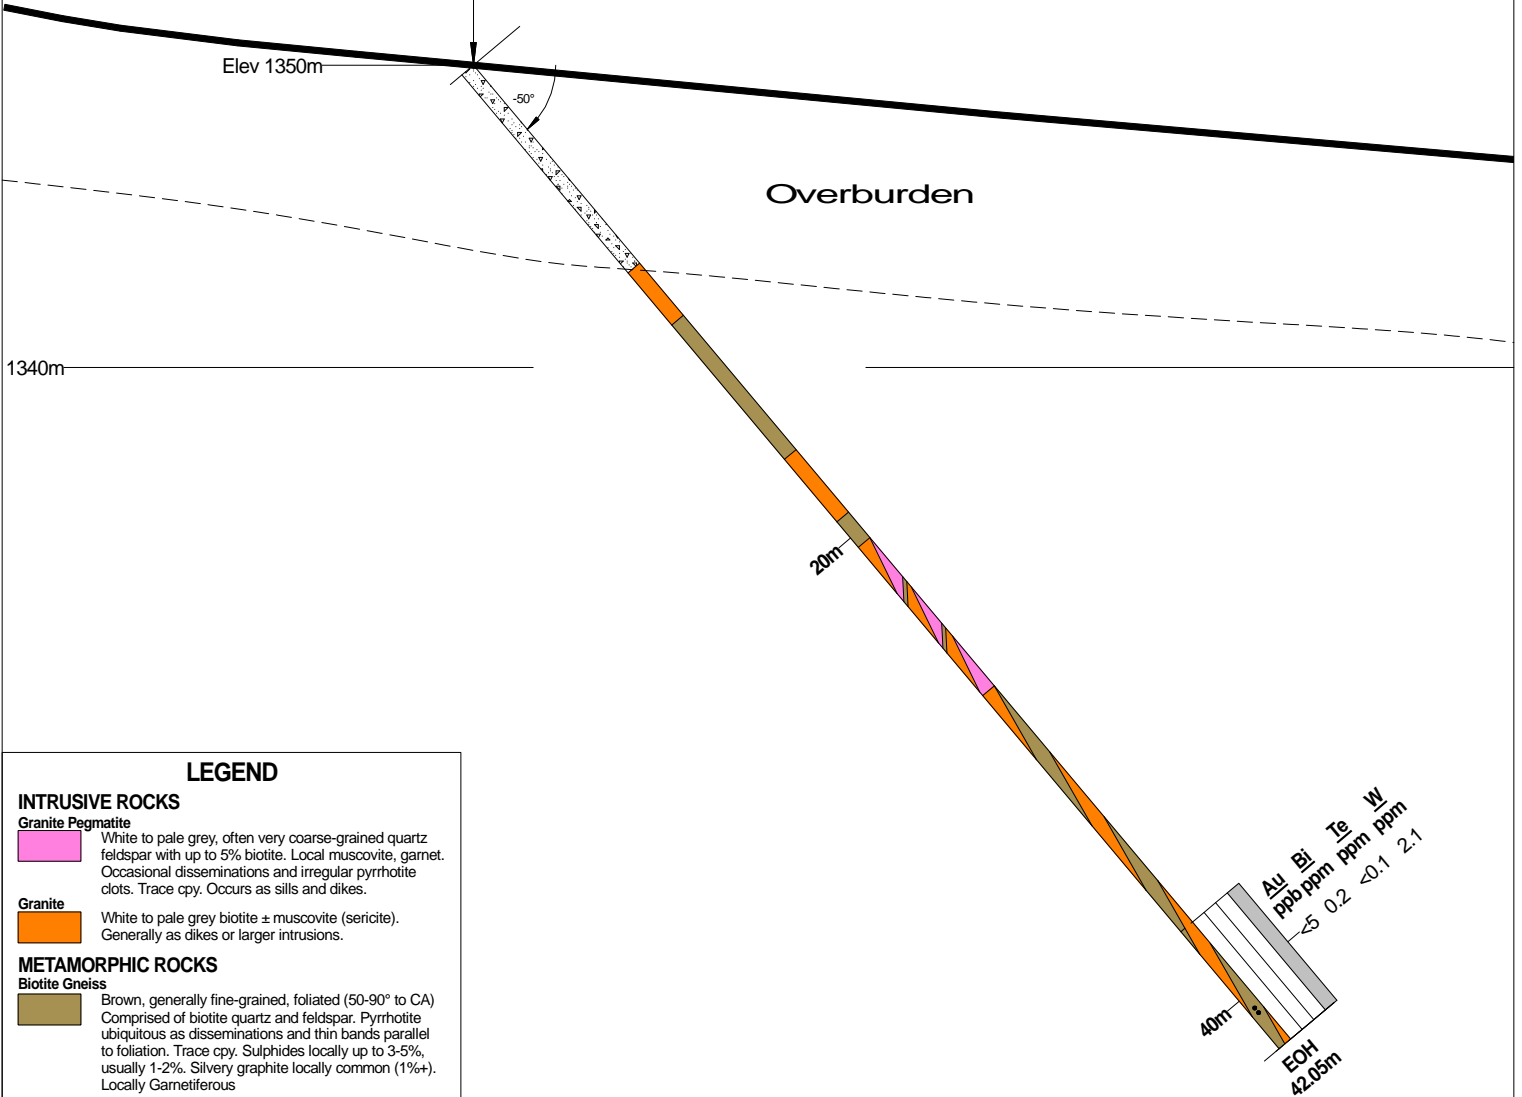 Elev 1350m
-50°
Overburden
1340m
20m
Au Bi Te W
ppb ppm ppm ppm
<5 0.2 <0.1 2.1
40m
EOH
42.05m
LEGEND
INTRUSIVE ROCKS
Granite Pegmatite
White to pale grey, often very coarse-grained quartz
feldspar with up to 5% biotite. Local muscovite, garnet.
Occasional disseminations and irregular pyrrhotite
clots. Trace cpy. Occurs as sills and dikes.
Granite
White to pale grey biotite ± muscovite (sericite).
Generally as dikes or larger intrusions.
METAMORPHIC ROCKS
Biotite Gneiss
Brown, generally fine-grained, foliated (50-90° to CA)
Comprised of biotite quartz and feldspar. Pyrrhotite
ubiquitous as disseminations and thin bands parallel
to foliation. Trace cpy. Sulphides locally up to 3-5%,
usually 1-2%. Silvery graphite locally common (1%+).
Locally Garnetiferous